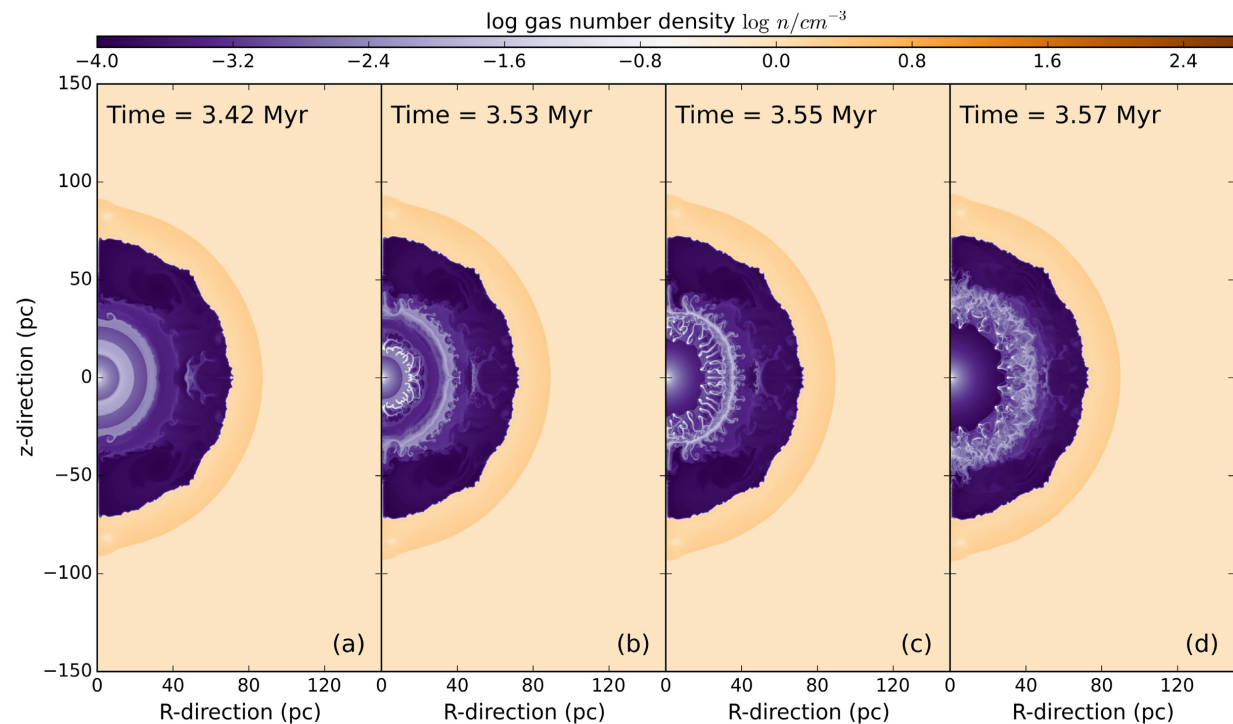 log gas number density log n/cm⁻³
−4.0 −3.2 −2.4 −1.6 −0.8 0.0 0.8 1.6 2.4
Time = 3.42 Myr Time = 3.53 Myr Time = 3.55 Myr Time = 3.57 Myr
150
100
50
0
−50
−100
−150
z-direction (pc)
(a) (b) (c) (d)
0 40 80 120 0 40 80 120 0 40 80 120 0 40 80 120
R-direction (pc) R-direction (pc) R-direction (pc) R-direction (pc)